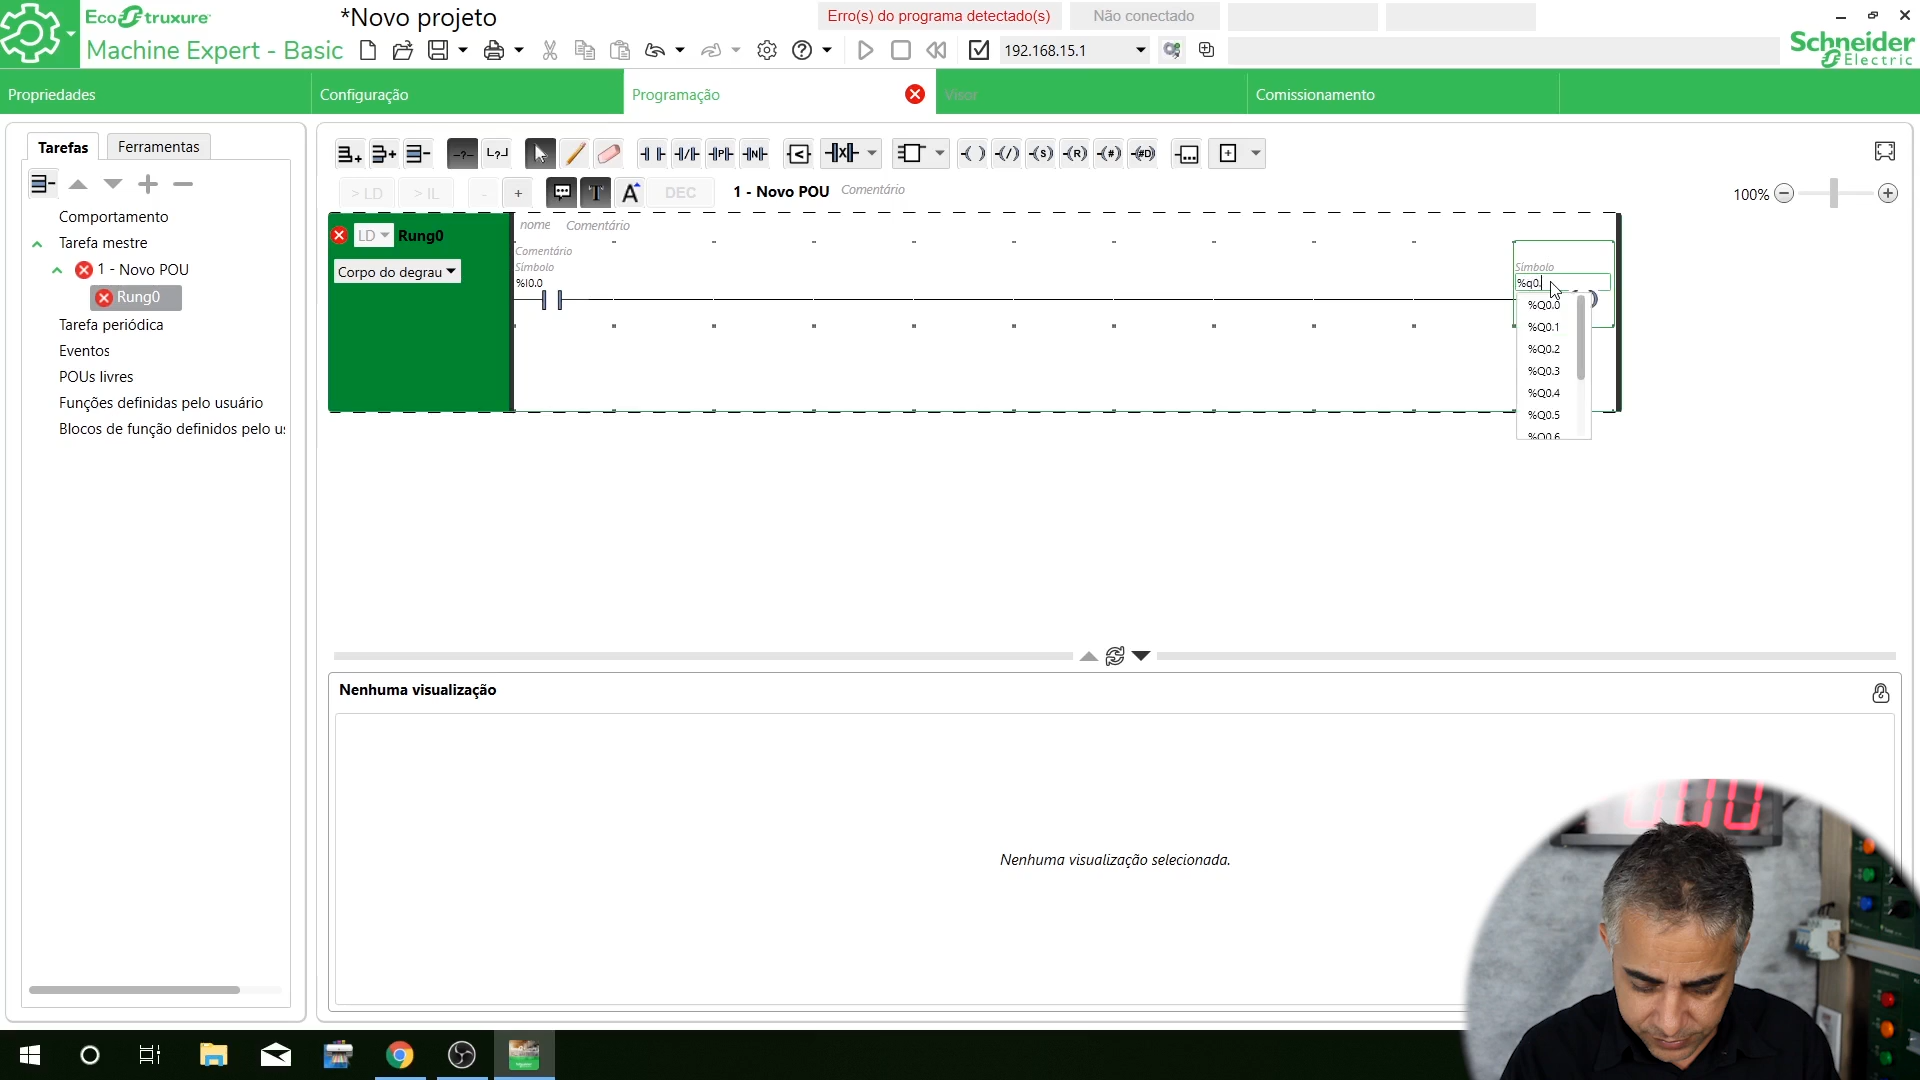 EcoStruxure
Machine Expert - Basic
*Novo projeto
Erro(s) do programa detectado(s)
Não conectado
192.168.15.1
Schneider
Electric
Propriedades
Configuração
Programação
Visor
Comissionamento
Tarefas
Ferramentas
Comportamento
Tarefa mestre
1 - Novo POU
Rung0
Tarefa periódica
Eventos
POUs livres
Funções definidas pelo usuário
Blocos de função definidos pelo us
> LD
> IL
-
+
T
A
DEC
1 - Novo POU
Comentário
100%
LD
Rung0
Corpo do degrau
nome
Comentário
Comentário
Símbolo
%I0.0
Símbolo
%q0.
%Q0.0
%Q0.1
%Q0.2
%Q0.3
%Q0.4
%Q0.5
%Q0.6
Nenhuma visualização
Nenhuma visualização selecionada.